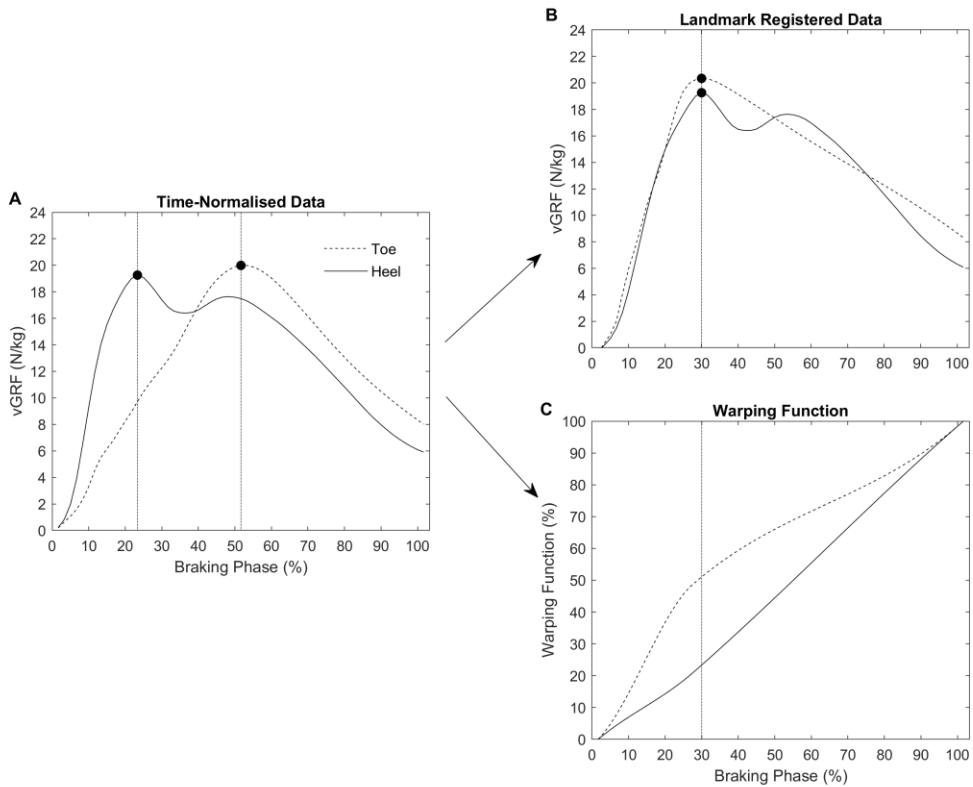 A
Time-Normalised Data
24
22
20
18
16
14
12
10
8
6
4
2
0
vGRF (N/kg)
Toe
Heel
0 10 20 30 40 50 60 70 80 90 100
Braking Phase (%)
B
Landmark Registered Data
24
22
20
18
16
14
12
10
8
6
4
2
0
vGRF (N/kg)
0 10 20 30 40 50 60 70 80 90 100
C
Warping Function
100
90
80
70
60
50
40
30
20
10
0
Warping Function (%)
0 10 20 30 40 50 60 70 80 90 100
Braking Phase (%)